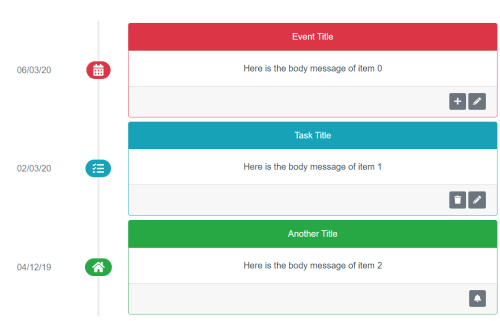 Event Title
06/03/20
Here is the body message of item 0
Task Title
02/03/20
Here is the body message of item 1
Another Title
04/12/19
Here is the body message of item 2